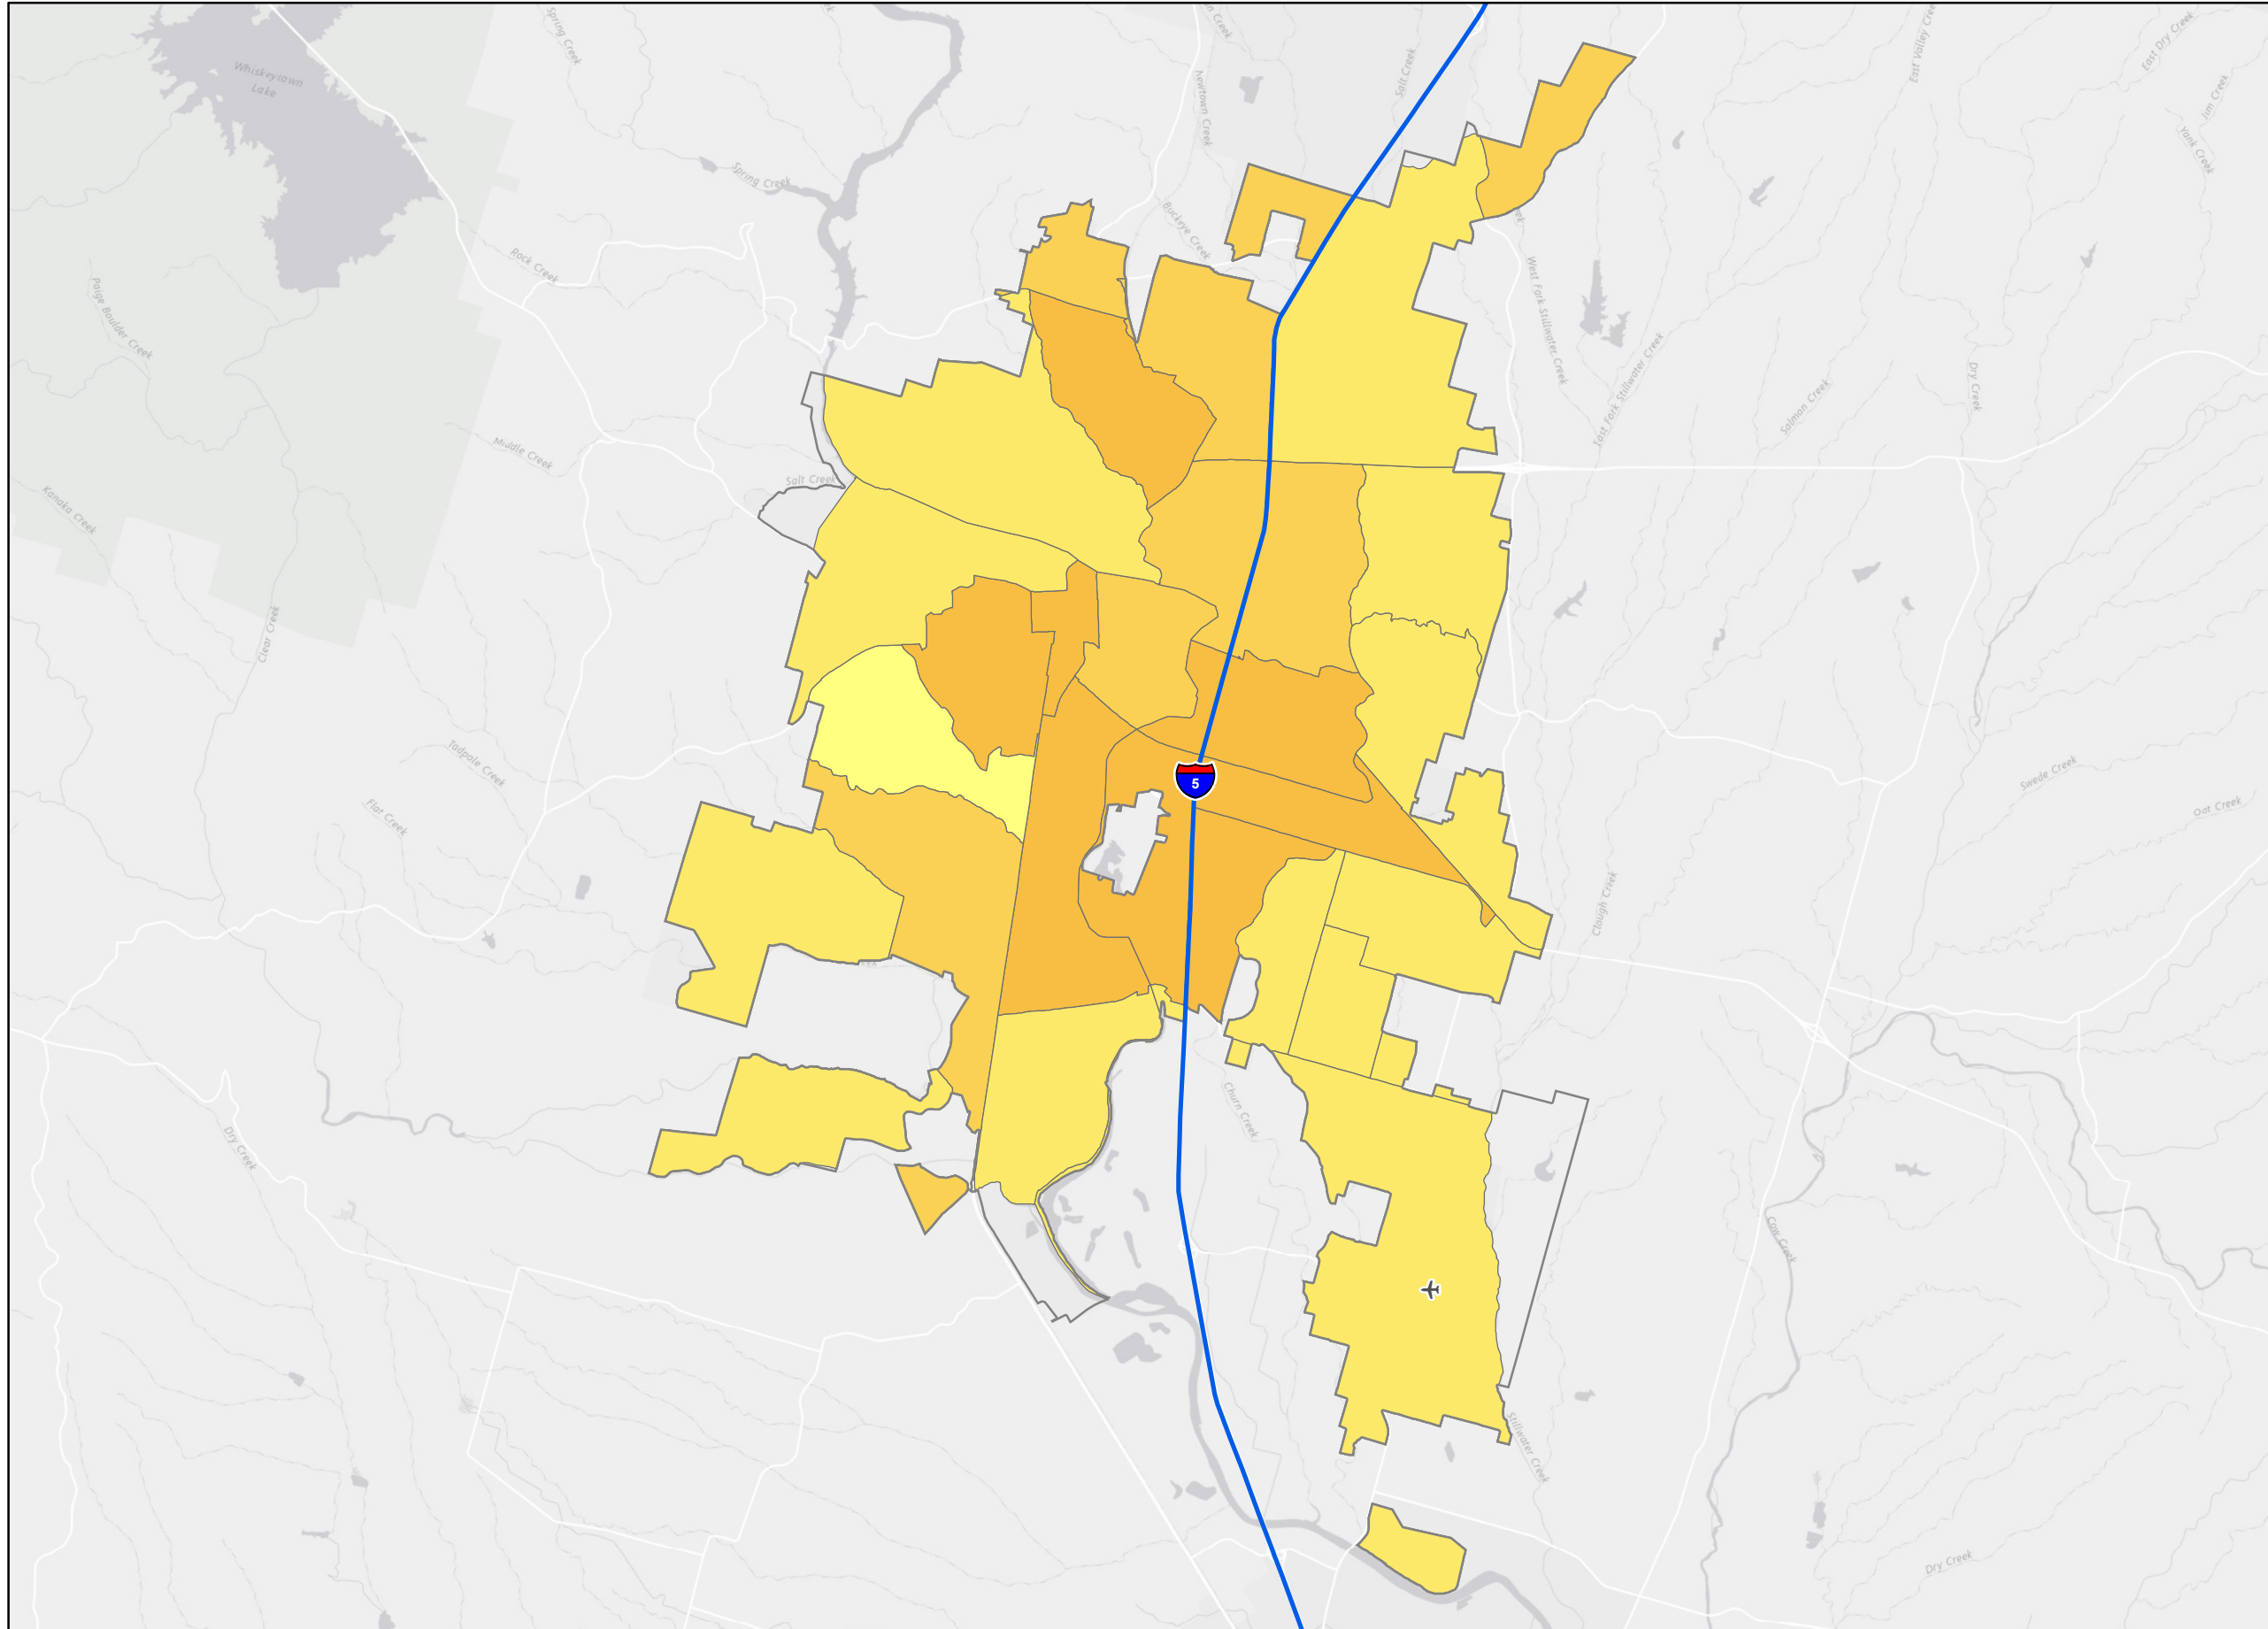 Spring Creek
Newtown Creek
Salt Creek
East Dry Creek
Jum Creek
Yank Creek
Whiskeytown
Lake
Spring Creek
Buckeye Creek
Rock Creek
Paige Boulder Creek
West Fork Stillwater Creek
East Fork Stillwater Creek
Salmon Creek
Dry Creek
Middle Creek
Salt Creek
Kanaka Creek
Clear Creek
Tadpole Creek
Flat Creek
Swede Creek
Oat Creek
5
Clough Creek
Churn Creek
Dry Creek
Cow Creek
Stillwater Creek
Dry Creek